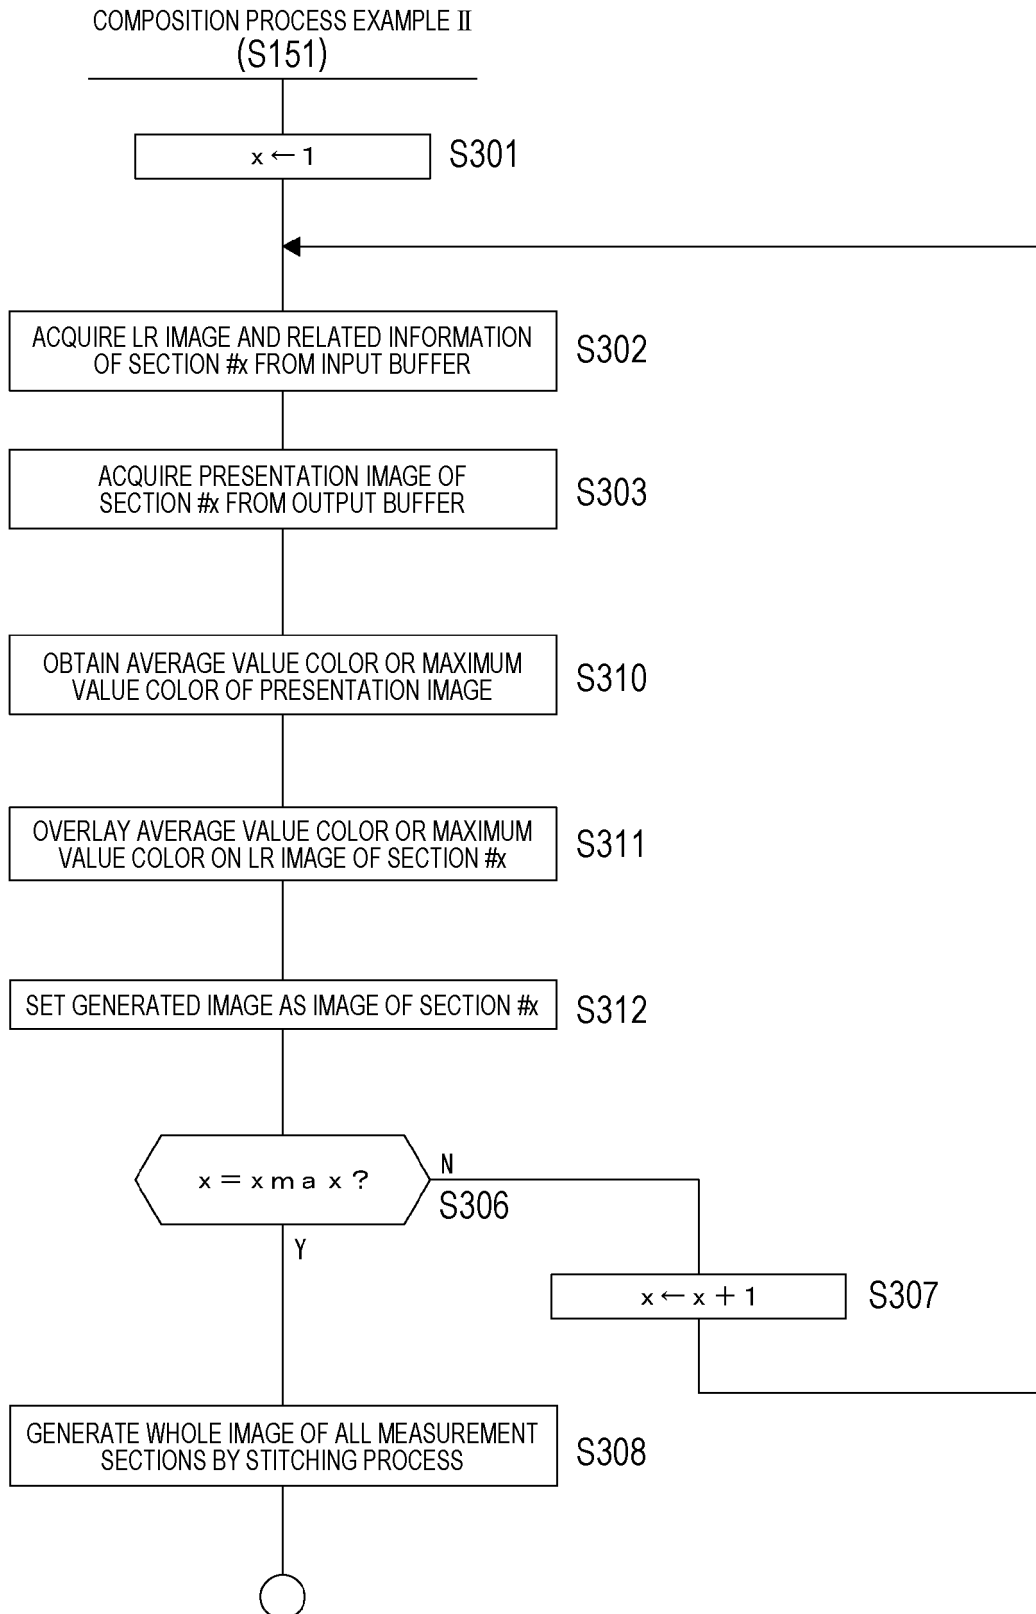 COMPOSITION PROCESS EXAMPLE II
(S151)
x ← 1
S301
ACQUIRE LR IMAGE AND RELATED INFORMATION
OF SECTION #x FROM INPUT BUFFER
S302
ACQUIRE PRESENTATION IMAGE OF
SECTION #x FROM OUTPUT BUFFER
S303
OBTAIN AVERAGE VALUE COLOR OR MAXIMUM
VALUE COLOR OF PRESENTATION IMAGE
S310
OVERLAY AVERAGE VALUE COLOR OR MAXIMUM
VALUE COLOR ON LR IMAGE OF SECTION #x
S311
SET GENERATED IMAGE AS IMAGE OF SECTION #x
S312
x = xmax ?
N
S306
Y
x ← x + 1
S307
GENERATE WHOLE IMAGE OF ALL MEASUREMENT
SECTIONS BY STITCHING PROCESS
S308